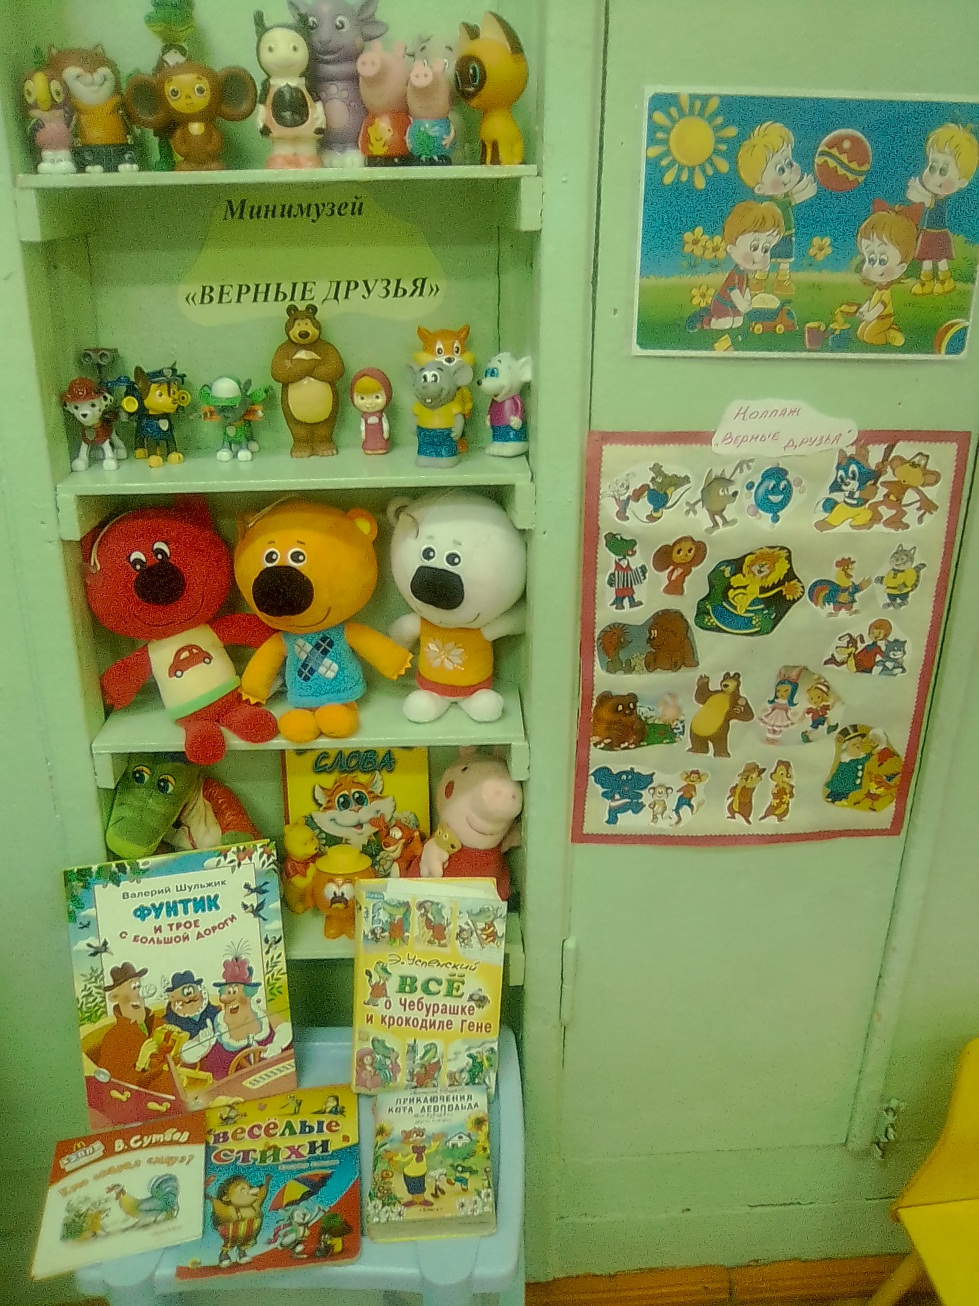 Минимузей
«ВЕРНЫЕ ДРУЗЬЯ»
Коллаж
„Верные друзья"
СЛОВА
Валерий Шульжик
ФУНТИК
И ТРОЕ
С БОЛЬШОЙ ДОРОГИ
Э. Успенский
ВСЁ
о Чебурашке
и крокодиле Гене
ПРИКЛЮЧЕНИЯ
КОТА ЛЕОПОЛЬДА
В. Сутеев
Весёлые
СТИХИ